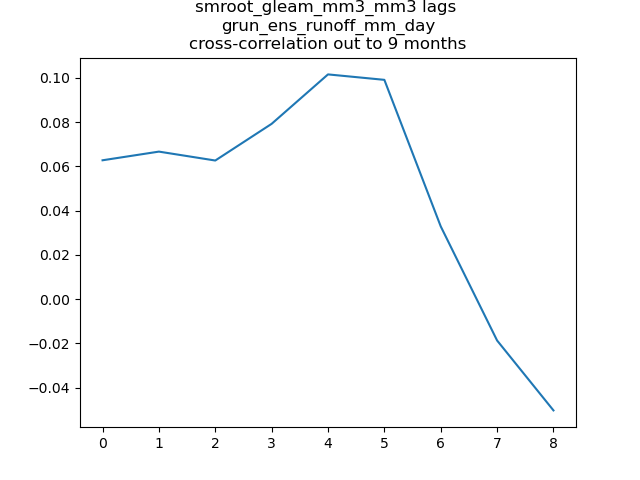 smroot_gleam_mm3_mm3 lags
grun_ens_runoff_mm_day
cross-correlation out to 9 months
0.10
0.08
0.06
0.04
0.02
0.00
−0.02
−0.04
0 1 2 3 4 5 6 7 8